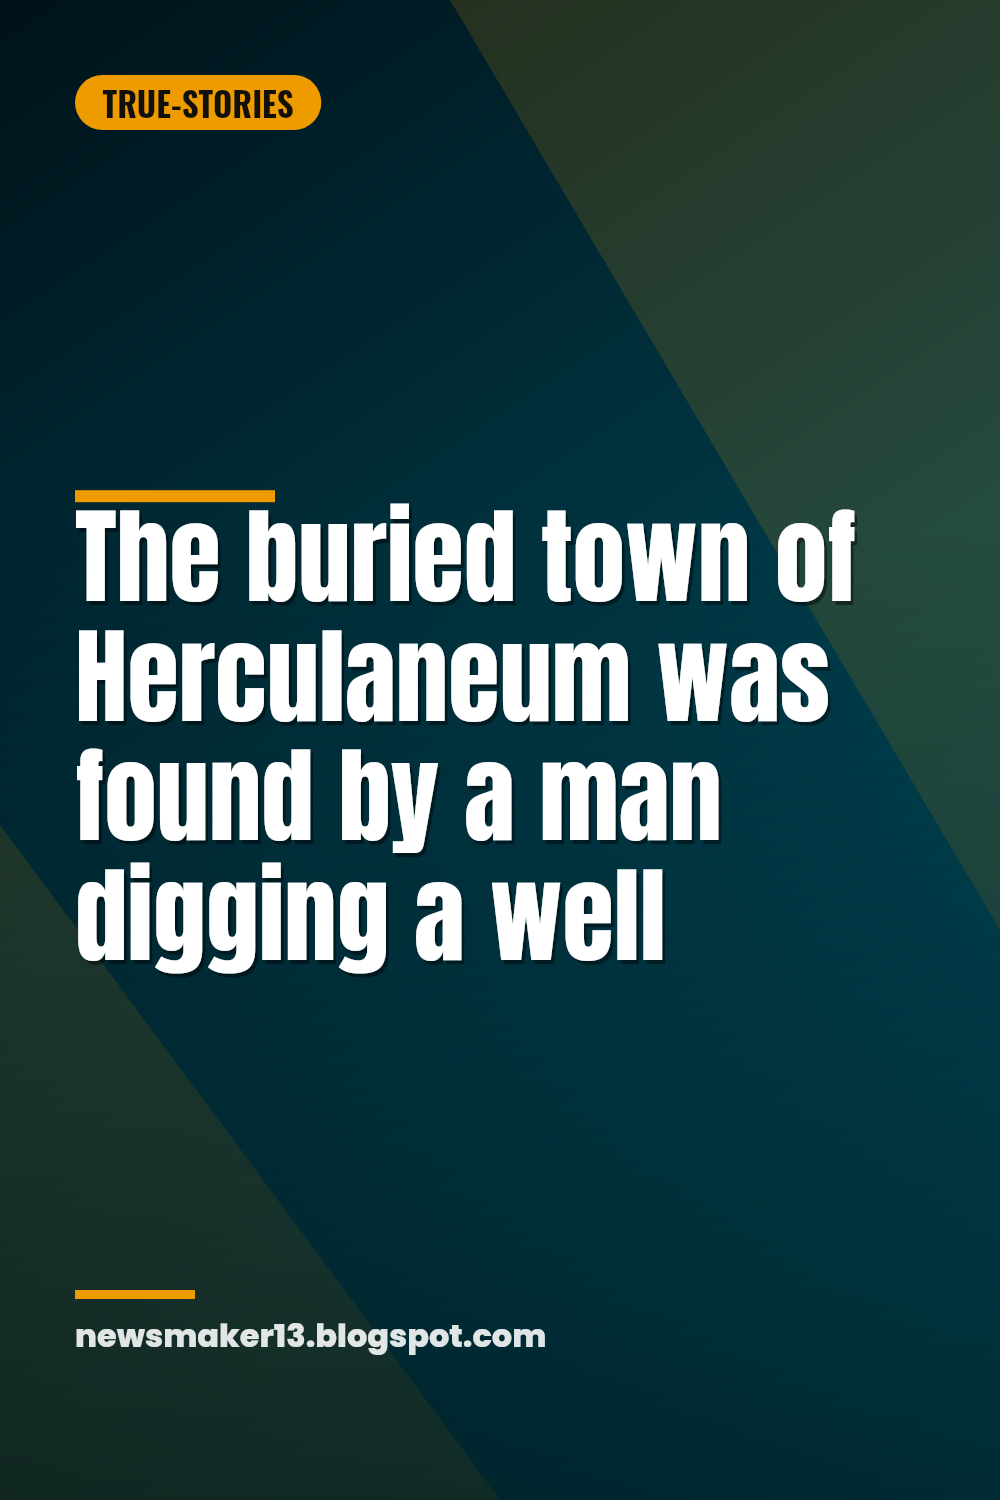 TRUE-STORIES
The buried town of
Herculaneum was
found by a man
digging a well
newsmaker13.blogspot.com